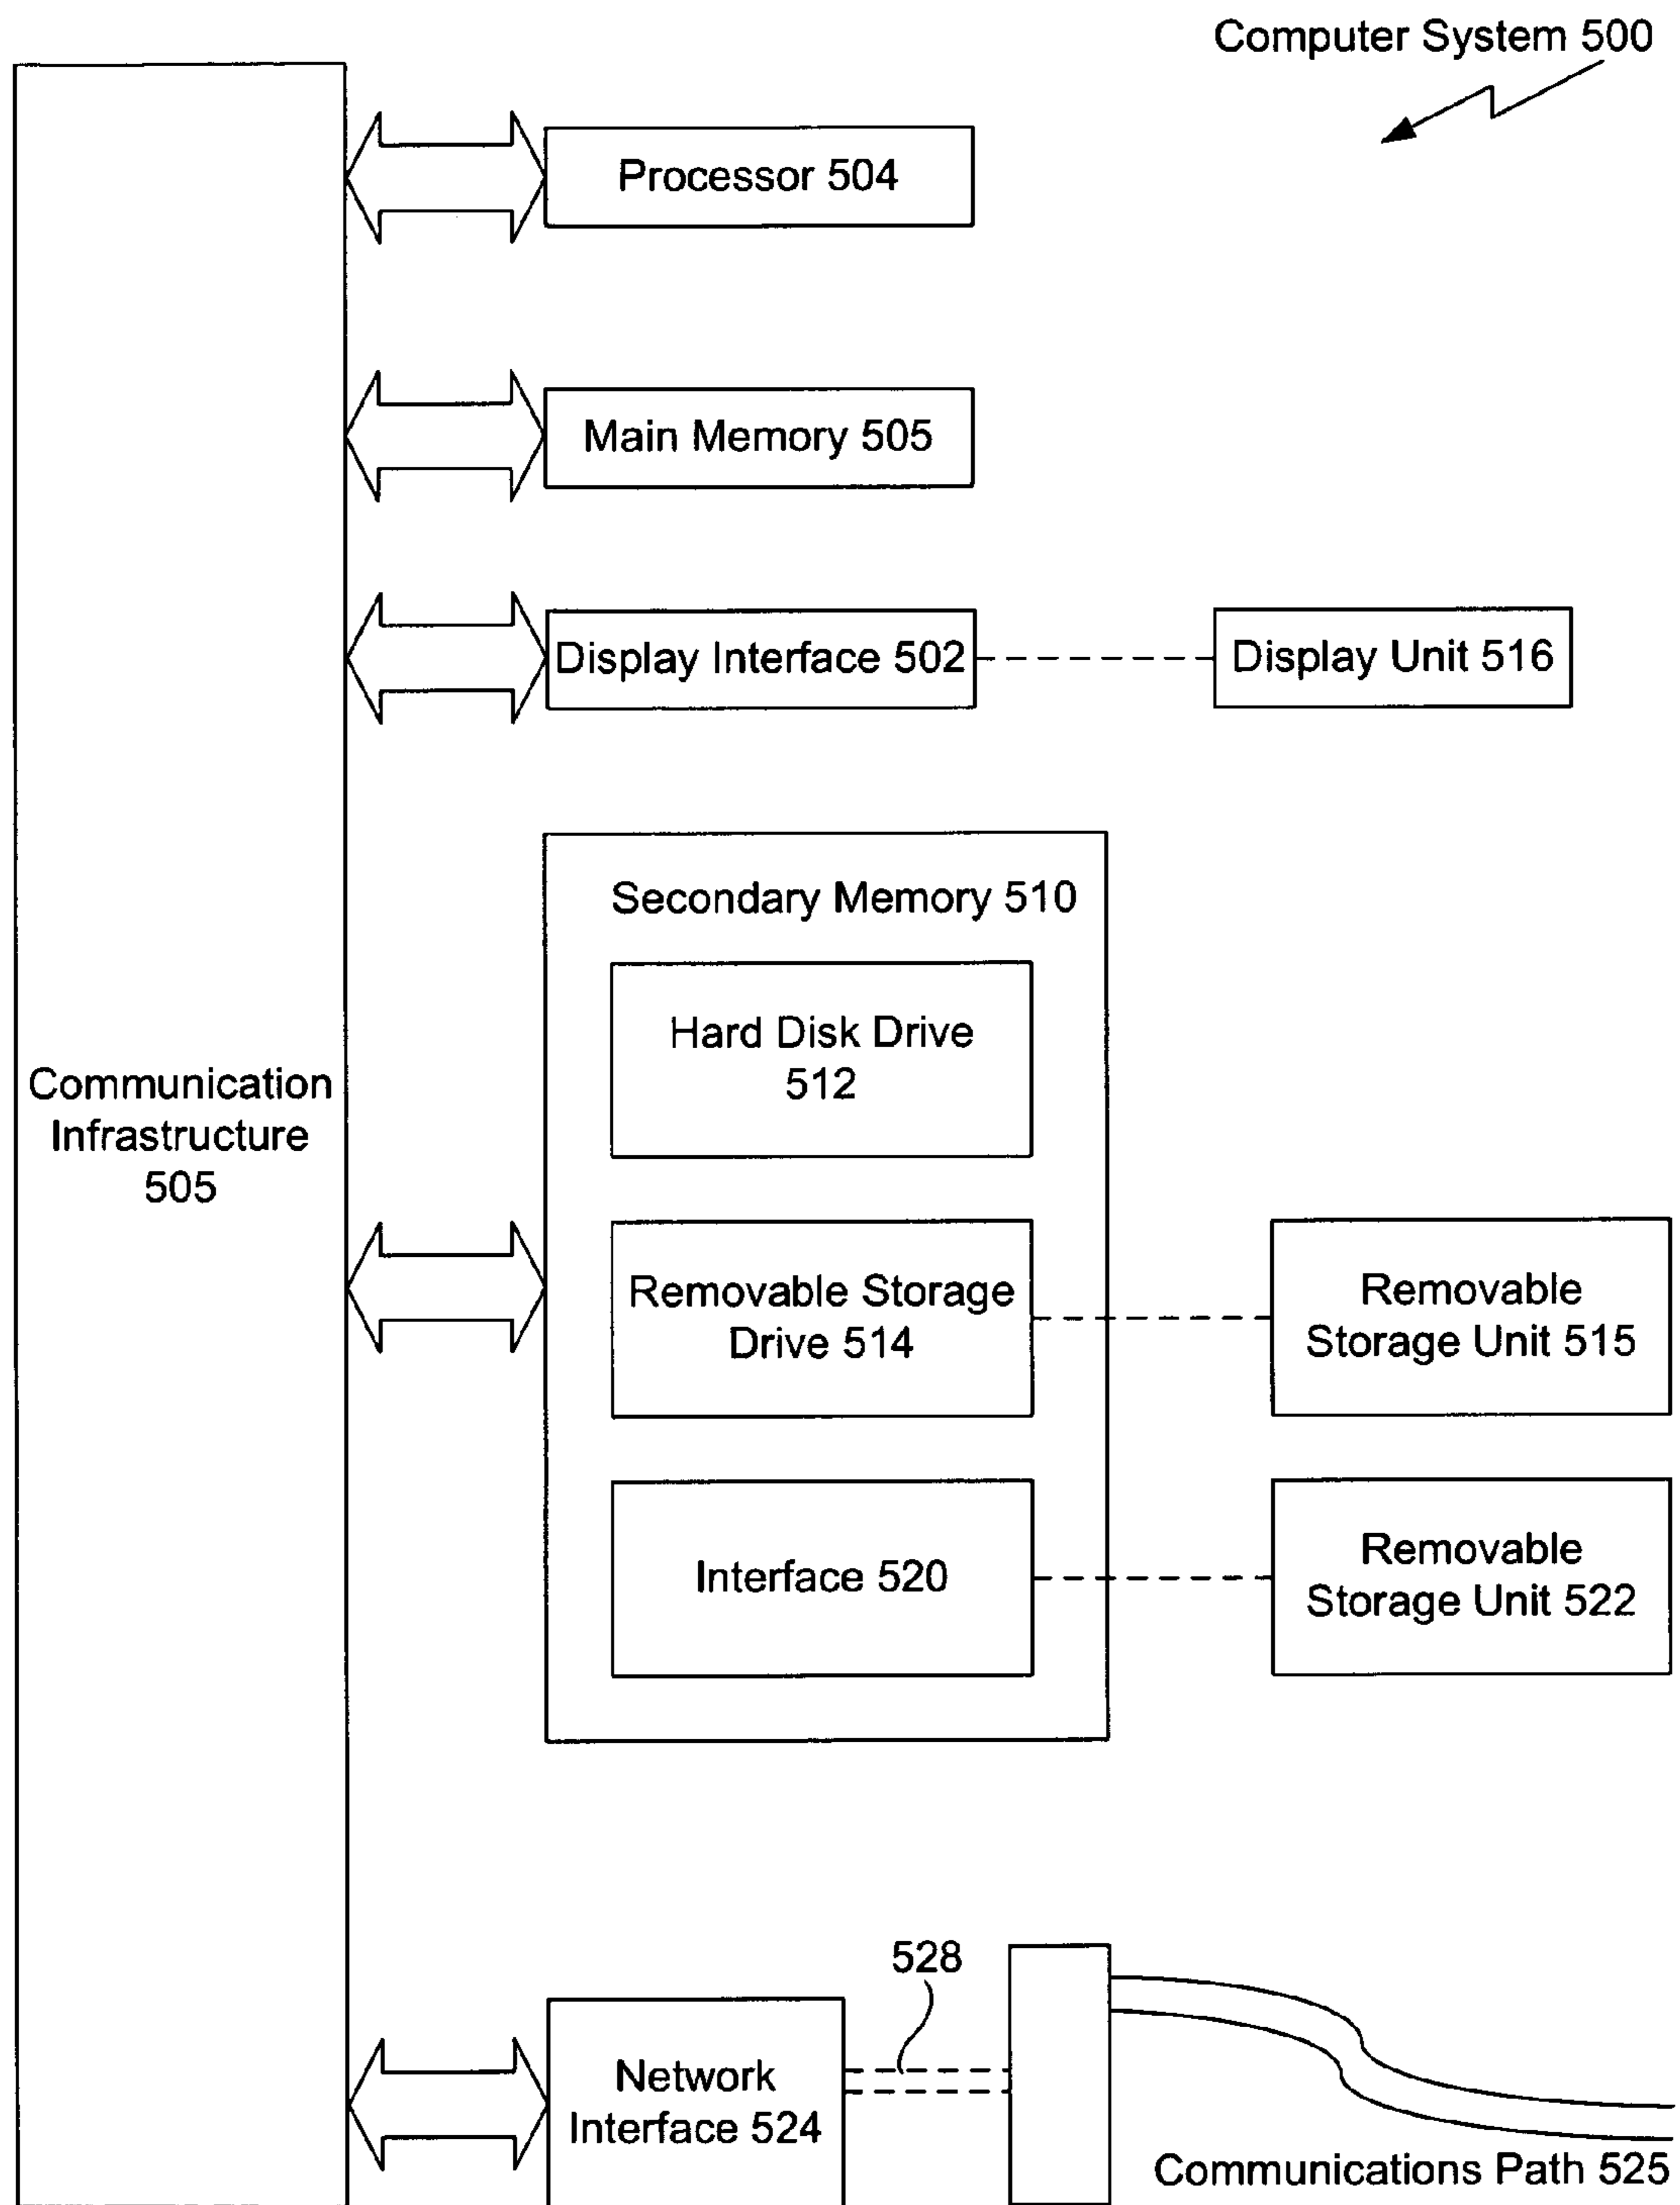 Computer System 500
Processor 504
Main Memory 505
Display Interface 502
Display Unit 516
Secondary Memory 510
Hard Disk Drive
512
Communication
Infrastructure
505
Removable Storage
Drive 514
Removable
Storage Unit 515
Interface 520
Removable
Storage Unit 522
528
Network
Interface 524
Communications Path 525